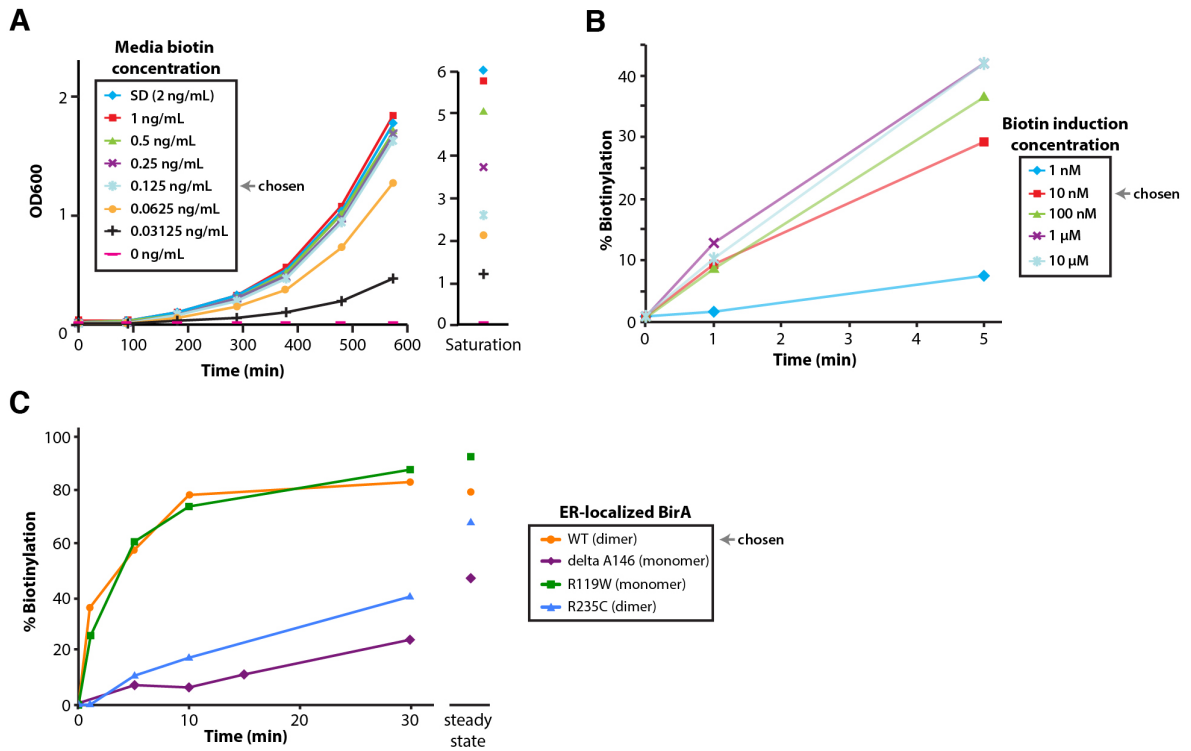 A
Media biotin
concentration
SD (2 ng/mL)
1 ng/mL
0.5 ng/mL
0.25 ng/mL
0.125 ng/mL
0.0625 ng/mL
0.03125 ng/mL
0 ng/mL
chosen
OD600
2
1
0
0
100
200
300
400
500
600
Time (min)
6
5
4
3
2
1
0
Saturation
B
% Biotinylation
40
30
20
10
0
0
1
2
3
4
5
Time (min)
Biotin induction
concentration
1 nM
10 nM
100 nM
1 µM
10 µM
chosen
C
% Biotinylation
100
80
60
40
20
0
0
10
20
30
Time (min)
steady
state
ER-localized BirA
WT (dimer)
delta A146 (monomer)
R119W (monomer)
R235C (dimer)
chosen